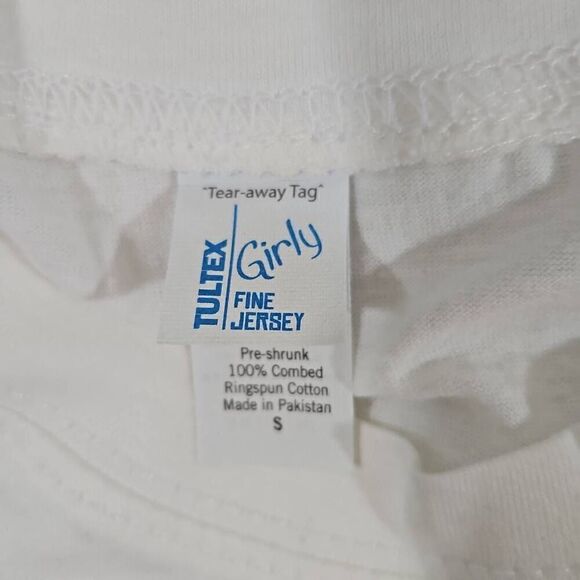 "Tear-away Tag"
TULTEX
Girly
FINE
JERSEY
Pre-shrunk
100% Combed
Ringspun Cotton
Made in Pakistan
S